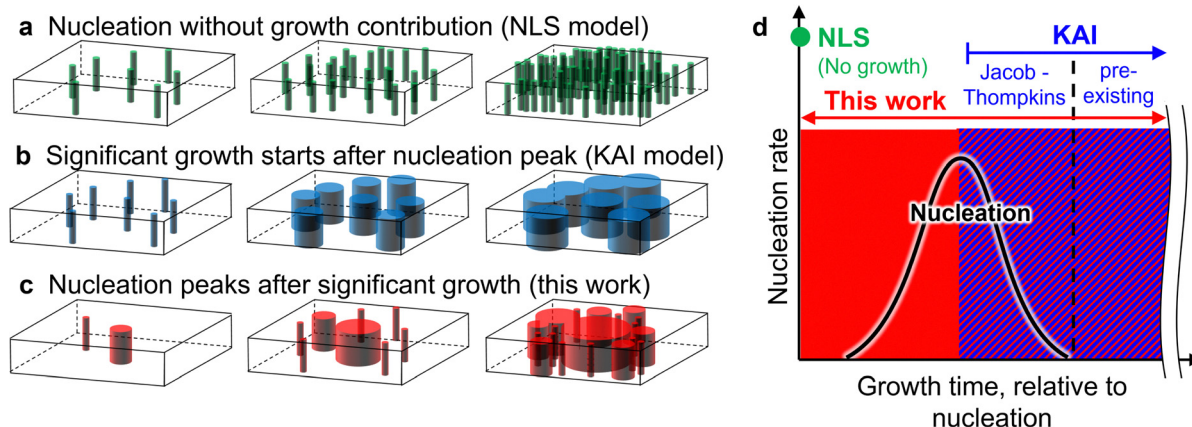 a Nucleation without growth contribution (NLS model)
b Significant growth starts after nucleation peak (KAI model)
c Nucleation peaks after significant growth (this work)
d
NLS
(No growth)
KAI
Jacob -
Thompkins
pre-
existing
This work
Nucleation rate
Nucleation
Growth time, relative to
nucleation